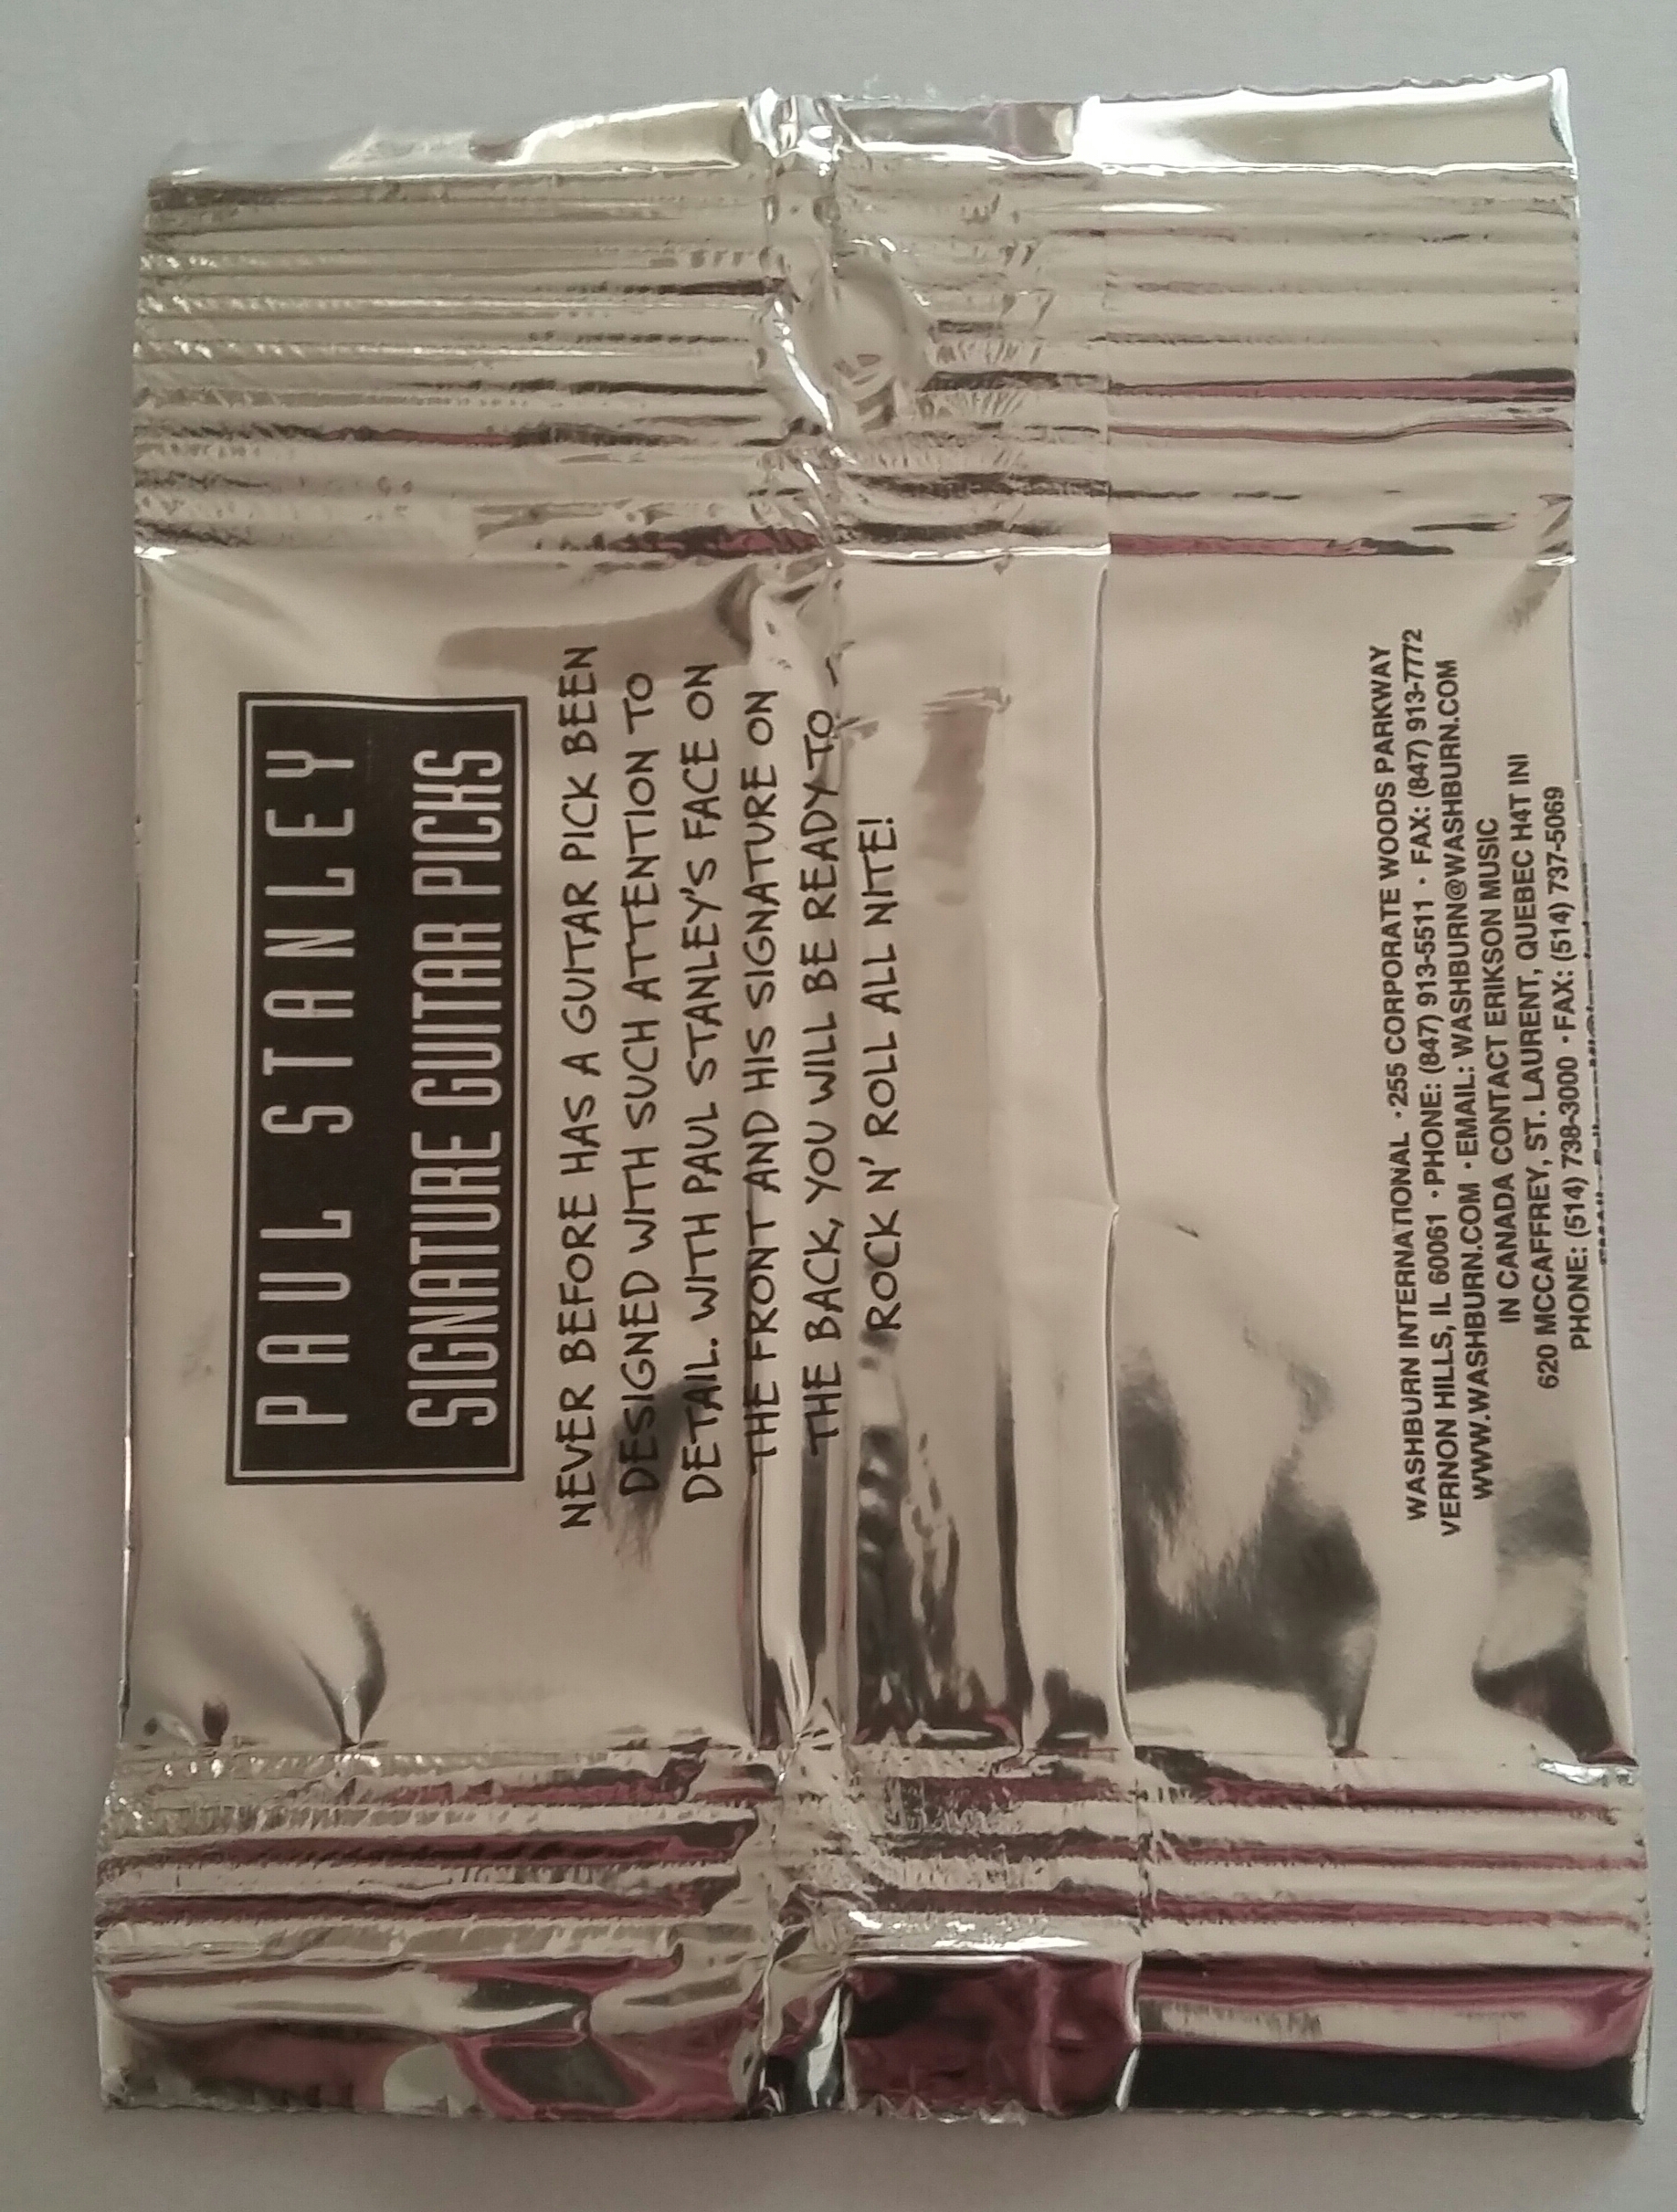 PAUL STANLEY
SIGNATURE GUITAR PICKS
NEVER BEFORE HAS A GUITAR PICK BEEN
DESIGNED WITH SUCH ATTENTION TO
DETAIL. WITH PAUL STANLEY'S FACE ON
THE FRONT AND HIS SIGNATURE ON
THE BACK, YOU WILL BE READY TO -
ROCK N' ROLL ALL NITE!
WASHBURN INTERNATIONAL · 255 CORPORATE WOODS PARKWAY
VERNON HILLS, IL 60061 · PHONE: (847) 913-5511 · FAX: (847) 913-7772
WWW.WASHBURN.COM · EMAIL: WASHBURN@WASHBURN.COM
IN CANADA CONTACT ERIKSON MUSIC
620 MCCAFFREY, ST. LAURENT, QUEBEC H4T INI
PHONE: (514) 738-3000 · FAX: (514) 737-5069